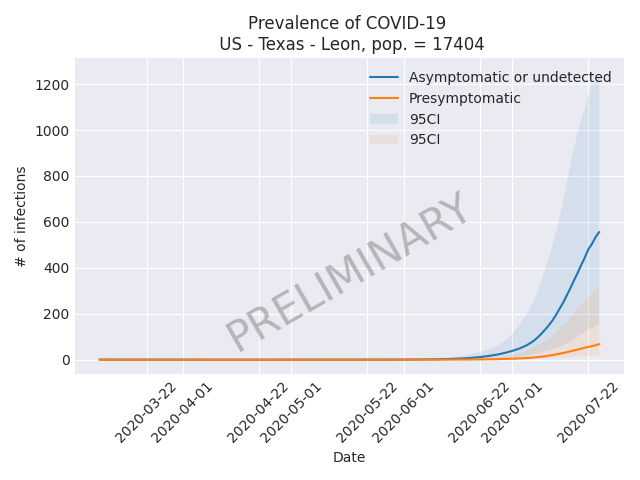 Prevalence of COVID-19
US - Texas - Leon, pop. = 17404
Asymptomatic or undetected
Presymptomatic
95CI
95CI
PRELIMINARY
# of infections
1200
1000
800
600
400
200
0
2020-03-22
2020-04-01
2020-04-22
2020-05-01
2020-05-22
2020-06-01
2020-06-22
2020-07-01
2020-07-22
Date